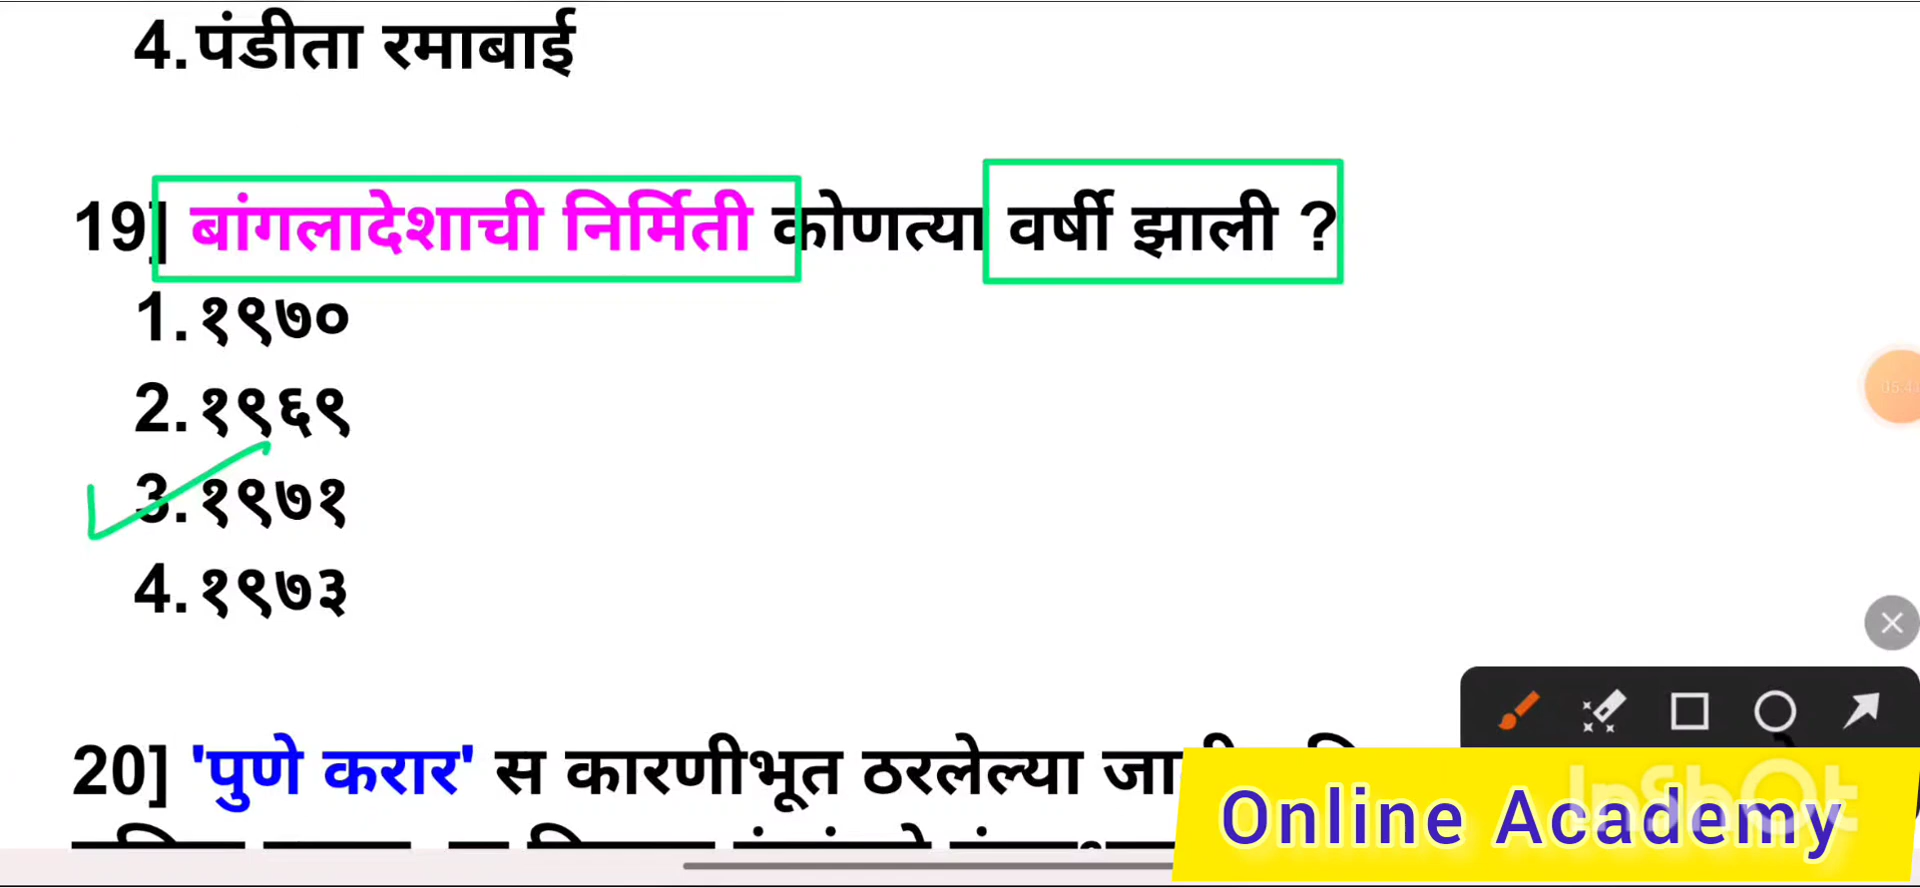 4. पंडीता रमाबाई
19] बांगलादेशाची निर्मिती कोणत्या वर्षी झाली ?
1. १९७०
2. १९६९
3. १९७१
4. १९७३
20] 'पुणे करार' स कारणीभूत ठरलेल्या
InShOt
Online Academy